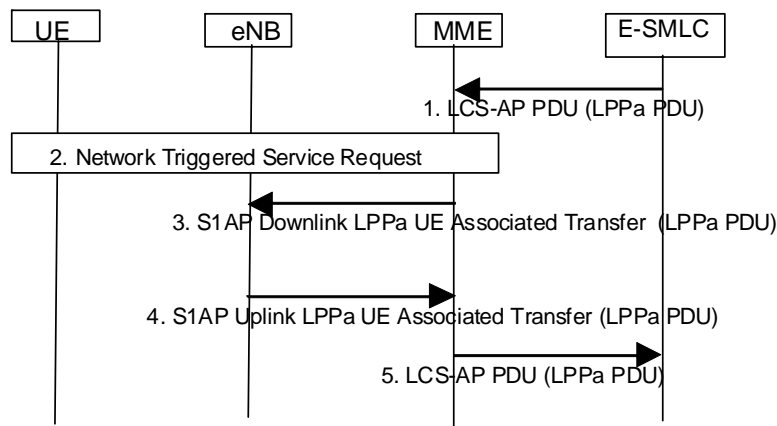 UE
eNB
MME
E-SMLC
1. LCS-AP PDU (LPPa PDU)
2. Network Triggered Service Request
3. S1AP Downlink LPPa UE Associated Transfer (LPPa PDU)
4. S1AP Uplink LPPa UE Associated Transfer (LPPa PDU)
5. LCS-AP PDU (LPPa PDU)